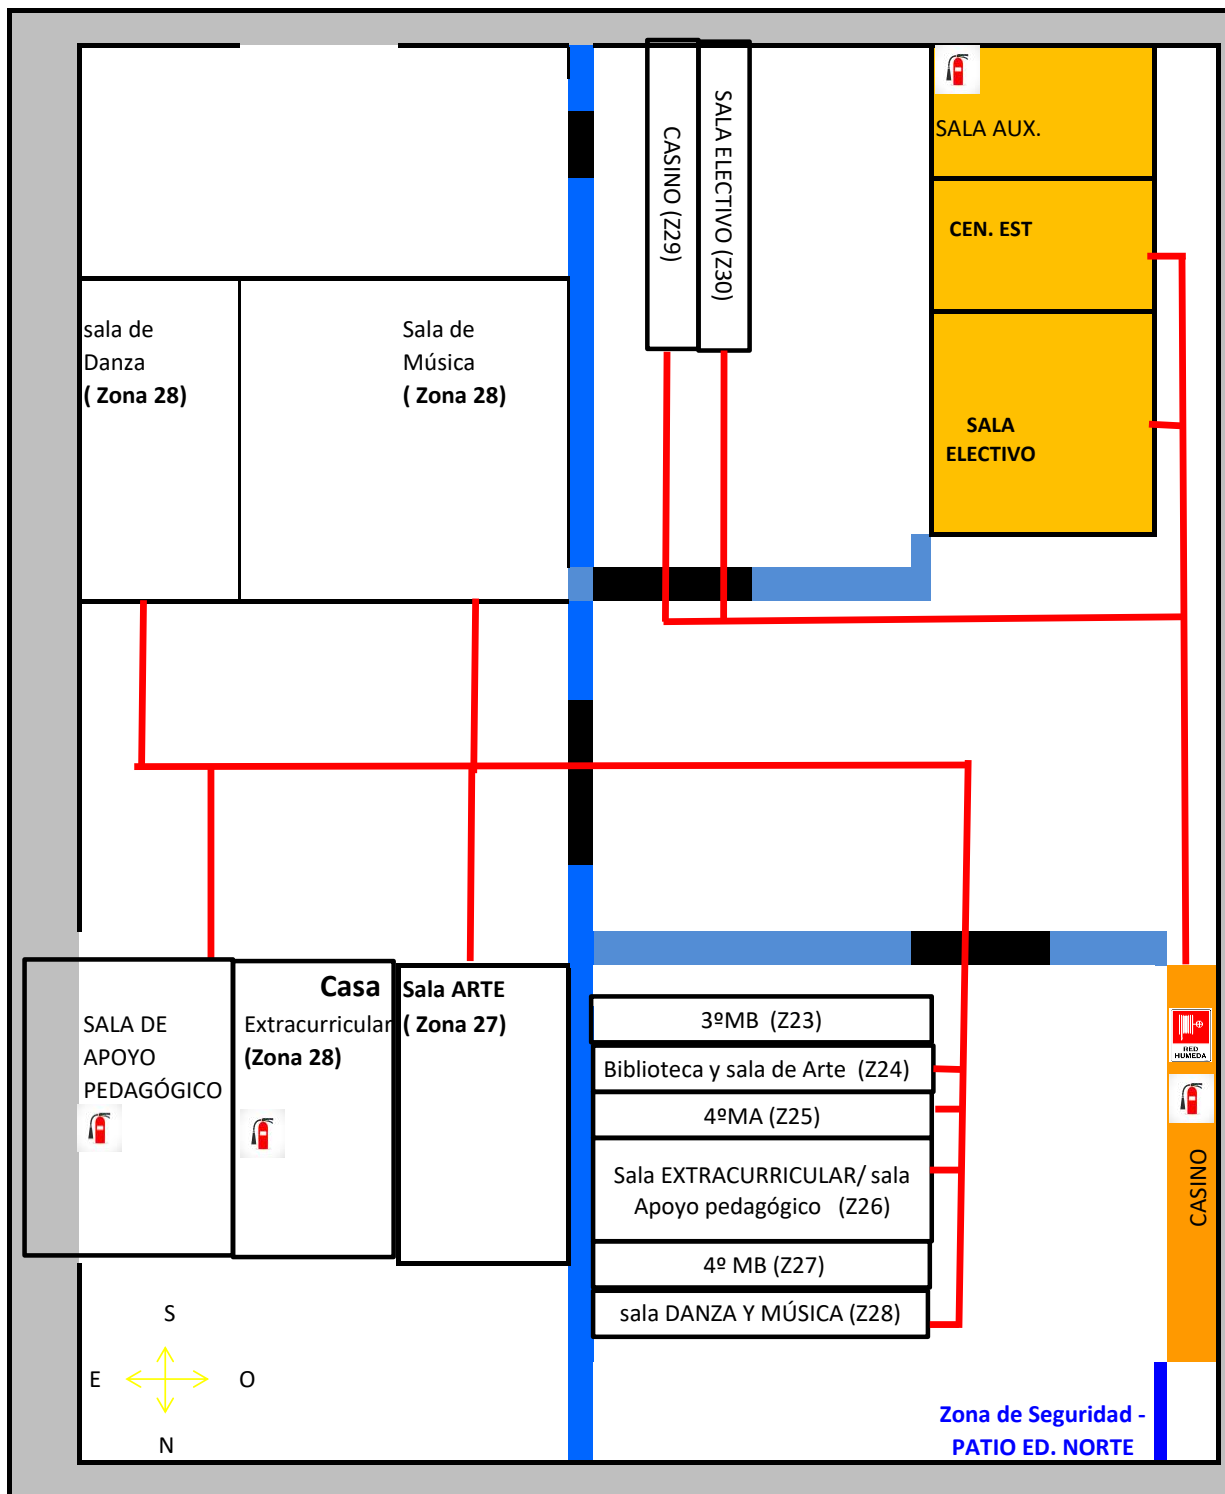 CASINO (Z29)
SALA ELECTIVO (Z30)
SALA AUX.
CEN. EST
SALA
ELECTIVO
sala de
Danza
( Zona 28)
Sala de
Música
( Zona 28)
SALA DE
APOYO
PEDAGÓGICO
Casa
Extracurricular
(Zona 28)
Sala ARTE
( Zona 27)
3ºMB (Z23)
Biblioteca y sala de Arte (Z24)
4ºMA (Z25)
Sala EXTRACURRICULAR/ sala
Apoyo pedagógico (Z26)
4º MB (Z27)
sala DANZA Y MÚSICA (Z28)
RED
HUMEDA
CASINO
S
E
O
N
Zona de Seguridad -
PATIO ED. NORTE